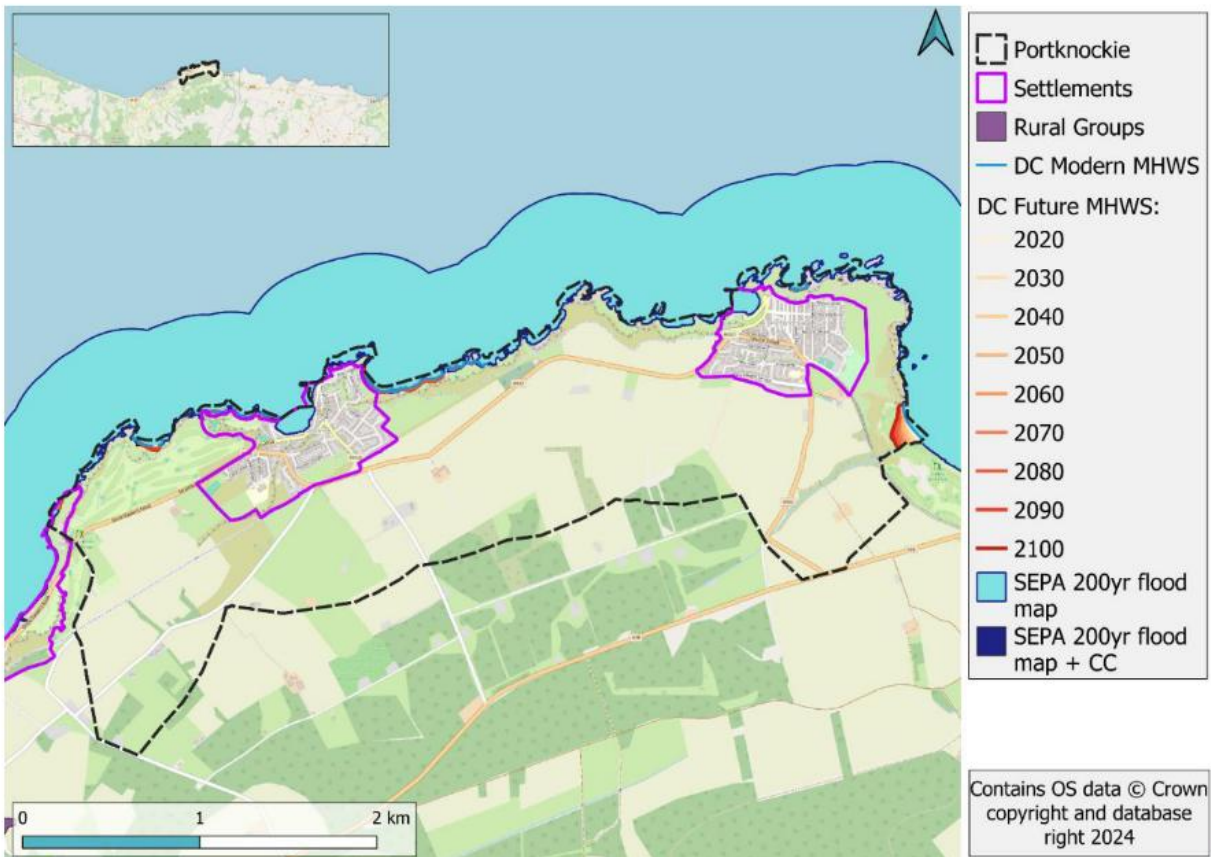 Portknockie
Settlements
Rural Groups
DC Modern MHWS
DC Future MHWS:
2020
2030
2040
2050
2060
2070
2080
2090
2100
SEPA 200yr flood
map
SEPA 200yr flood
map + CC
0 1 2 km
Contains OS data © Crown
copyright and database
right 2024